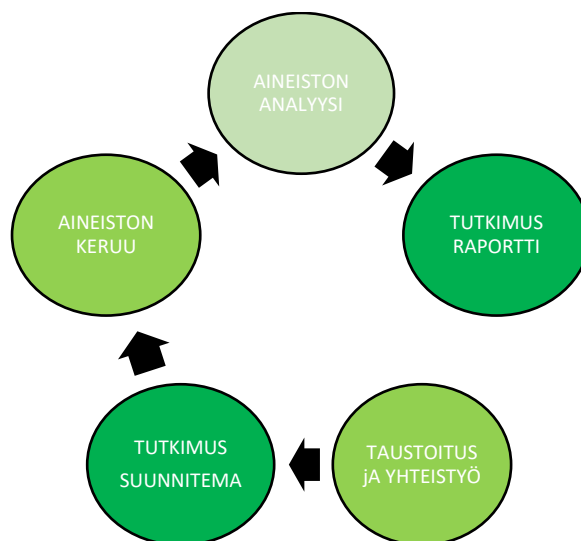 AINEISTON
ANALYYSI
AINEISTON
KERUU
TUTKIMUS
RAPORTTI
TUTKIMUS
SUUNNITEMA
TAUSTOITUS
jA YHTEISTYÖ